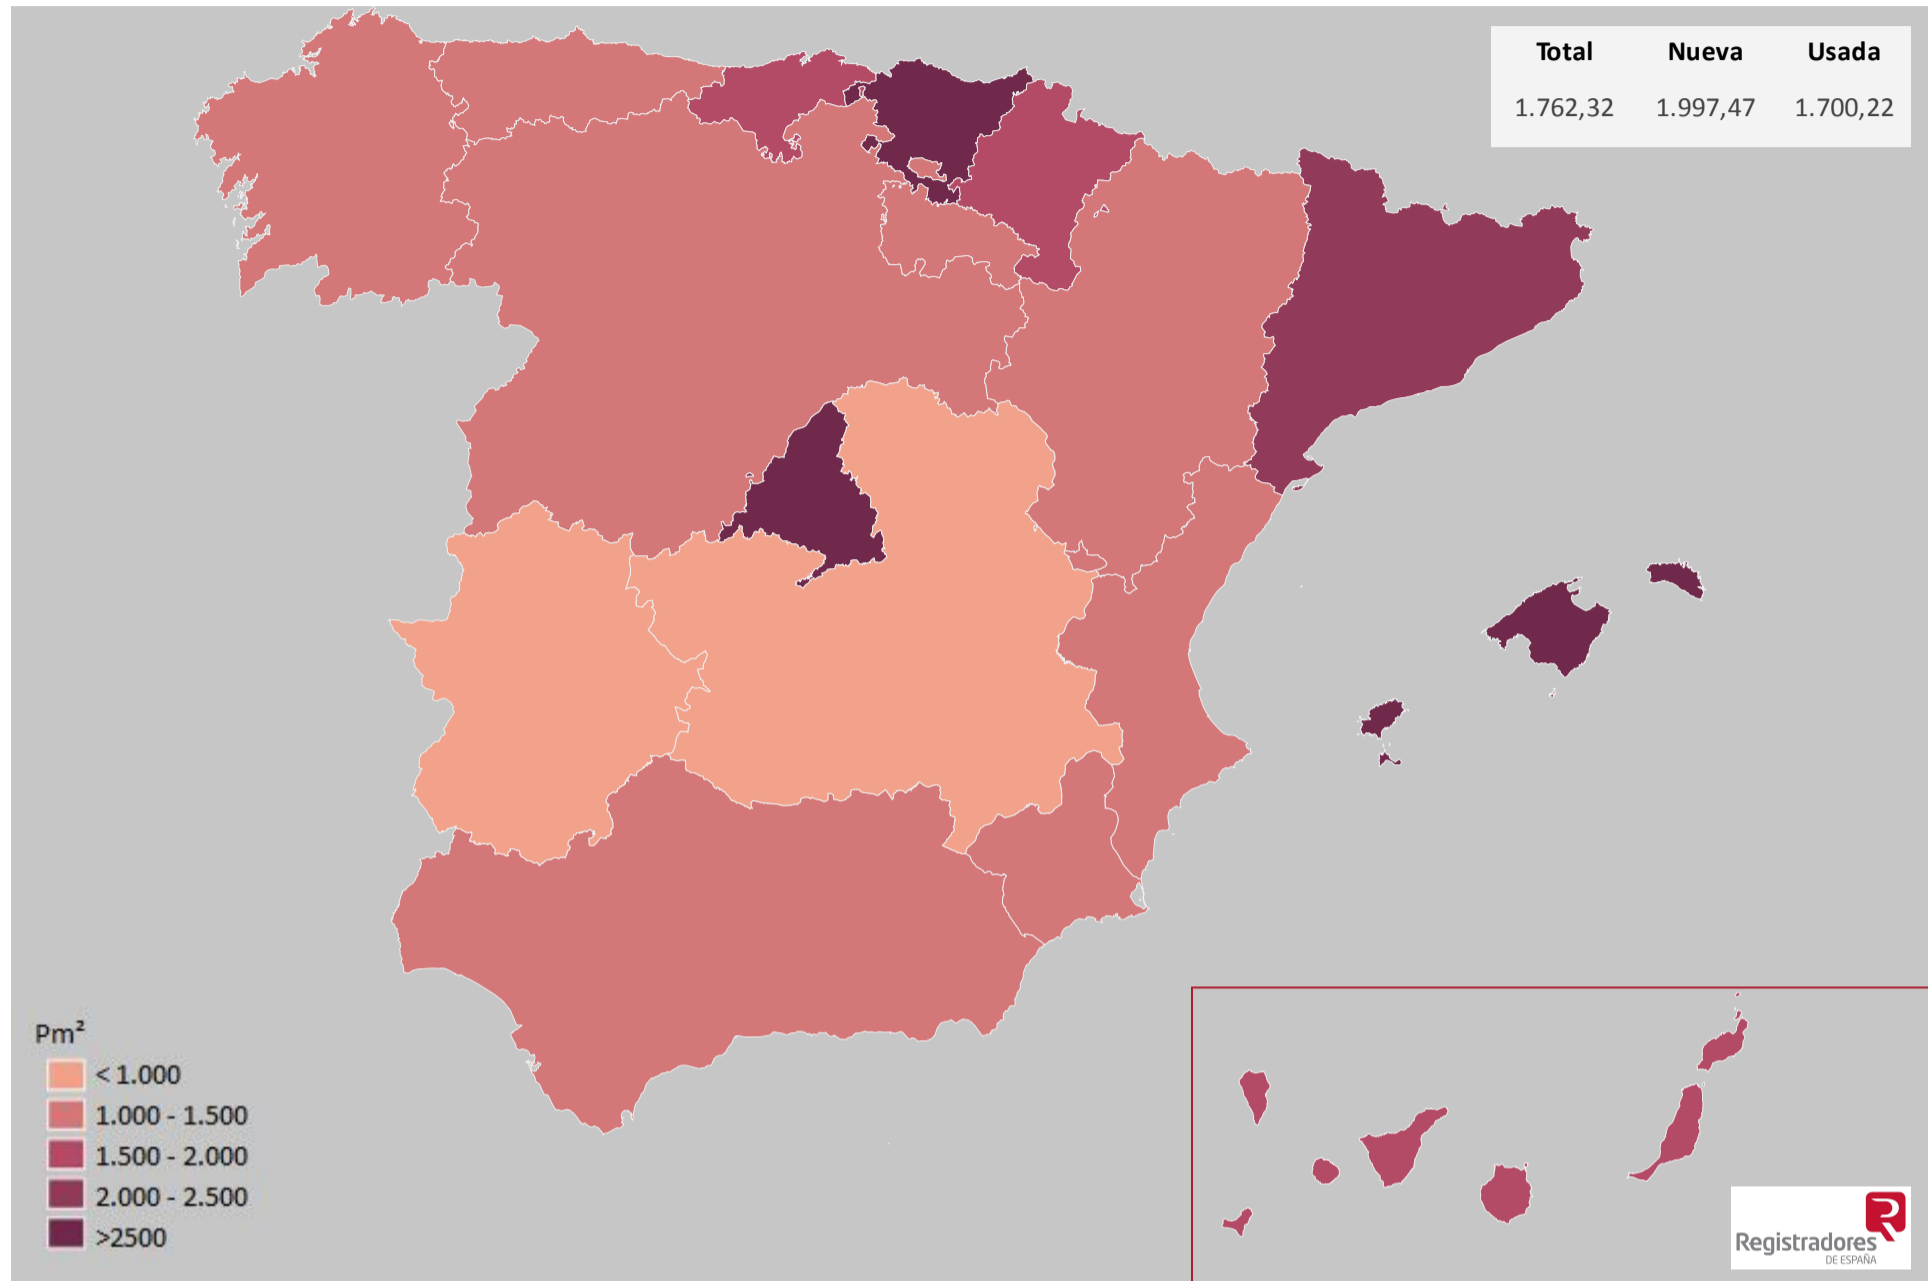 Total Nueva Usada
1.762,32 1.997,47 1.700,22
Pm²
< 1.000
1.000 - 1.500
1.500 - 2.000
2.000 - 2.500
>2500
Registradores
DE ESPAÑA